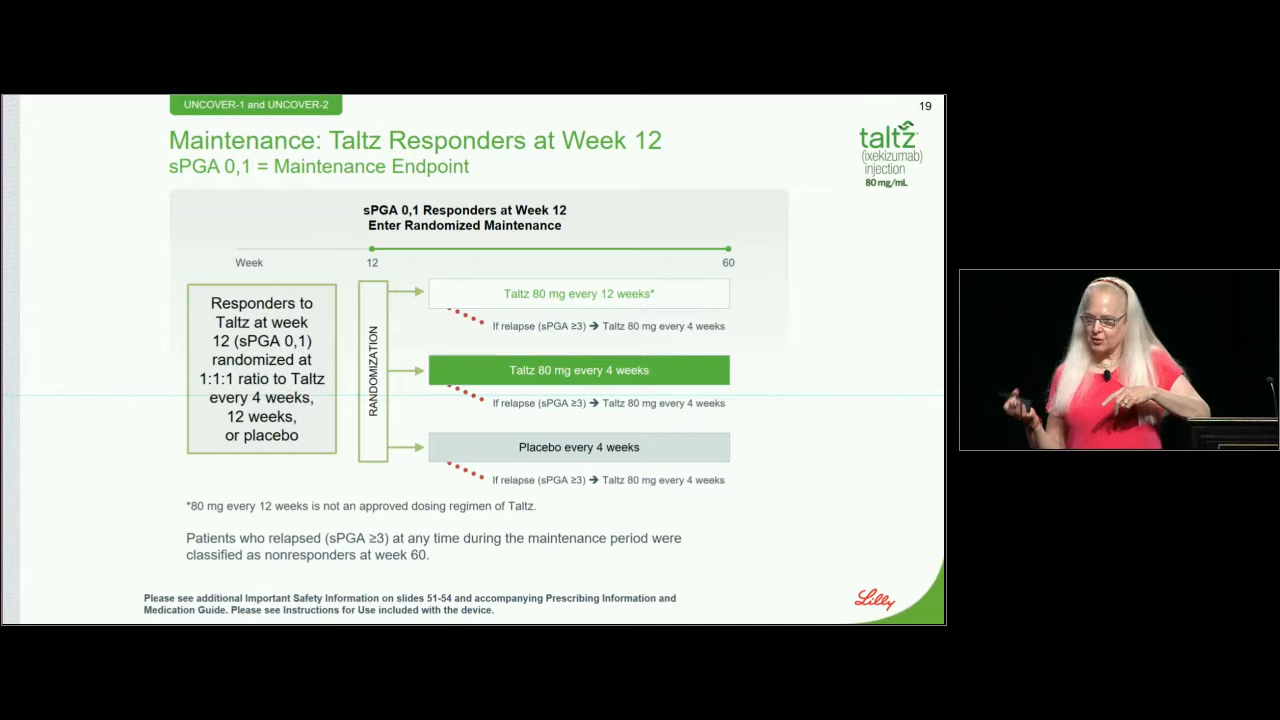 UNCOVER-1 and UNCOVER-2
19
Maintenance: Taltz Responders at Week 12
sPGA 0,1 = Maintenance Endpoint
taltz
(ixekizumab)
injection
80 mg/mL
sPGA 0,1 Responders at Week 12
Enter Randomized Maintenance
Week
12
60
Responders to
Taltz at week
12 (sPGA 0,1)
randomized at
1:1:1 ratio to Taltz
every 4 weeks,
12 weeks,
or placebo
RANDOMIZATION
Taltz 80 mg every 12 weeks*
If relapse (sPGA ≥3) ➔ Taltz 80 mg every 4 weeks
Taltz 80 mg every 4 weeks
If relapse (sPGA ≥3) ➔ Taltz 80 mg every 4 weeks
Placebo every 4 weeks
If relapse (sPGA ≥3) ➔ Taltz 80 mg every 4 weeks
*80 mg every 12 weeks is not an approved dosing regimen of Taltz.
Patients who relapsed (sPGA ≥3) at any time during the maintenance period were
classified as nonresponders at week 60.
Please see additional Important Safety Information on slides 51-54 and accompanying Prescribing Information and
Medication Guide. Please see Instructions for Use included with the device.
Lilly